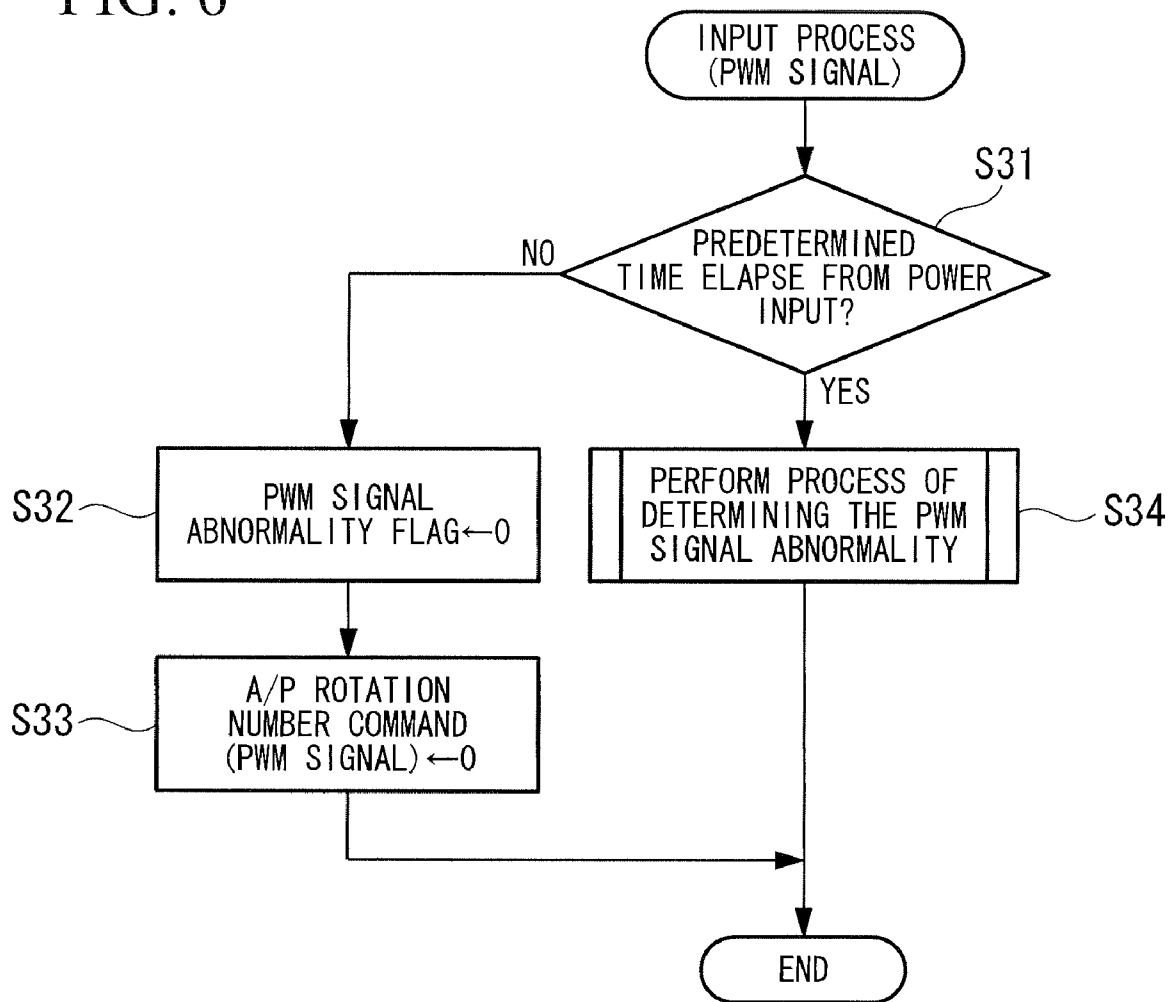 FIG. 6
INPUT PROCESS
(PWM SIGNAL)
S31
PREDETERMINED
TIME ELAPSE FROM POWER
INPUT?
NO
YES
S32
PWM SIGNAL
ABNORMALITY FLAG←0
PERFORM PROCESS OF
DETERMINING THE PWM
SIGNAL ABNORMALITY
S34
S33
A/P ROTATION
NUMBER COMMAND
(PWM SIGNAL)←0
END